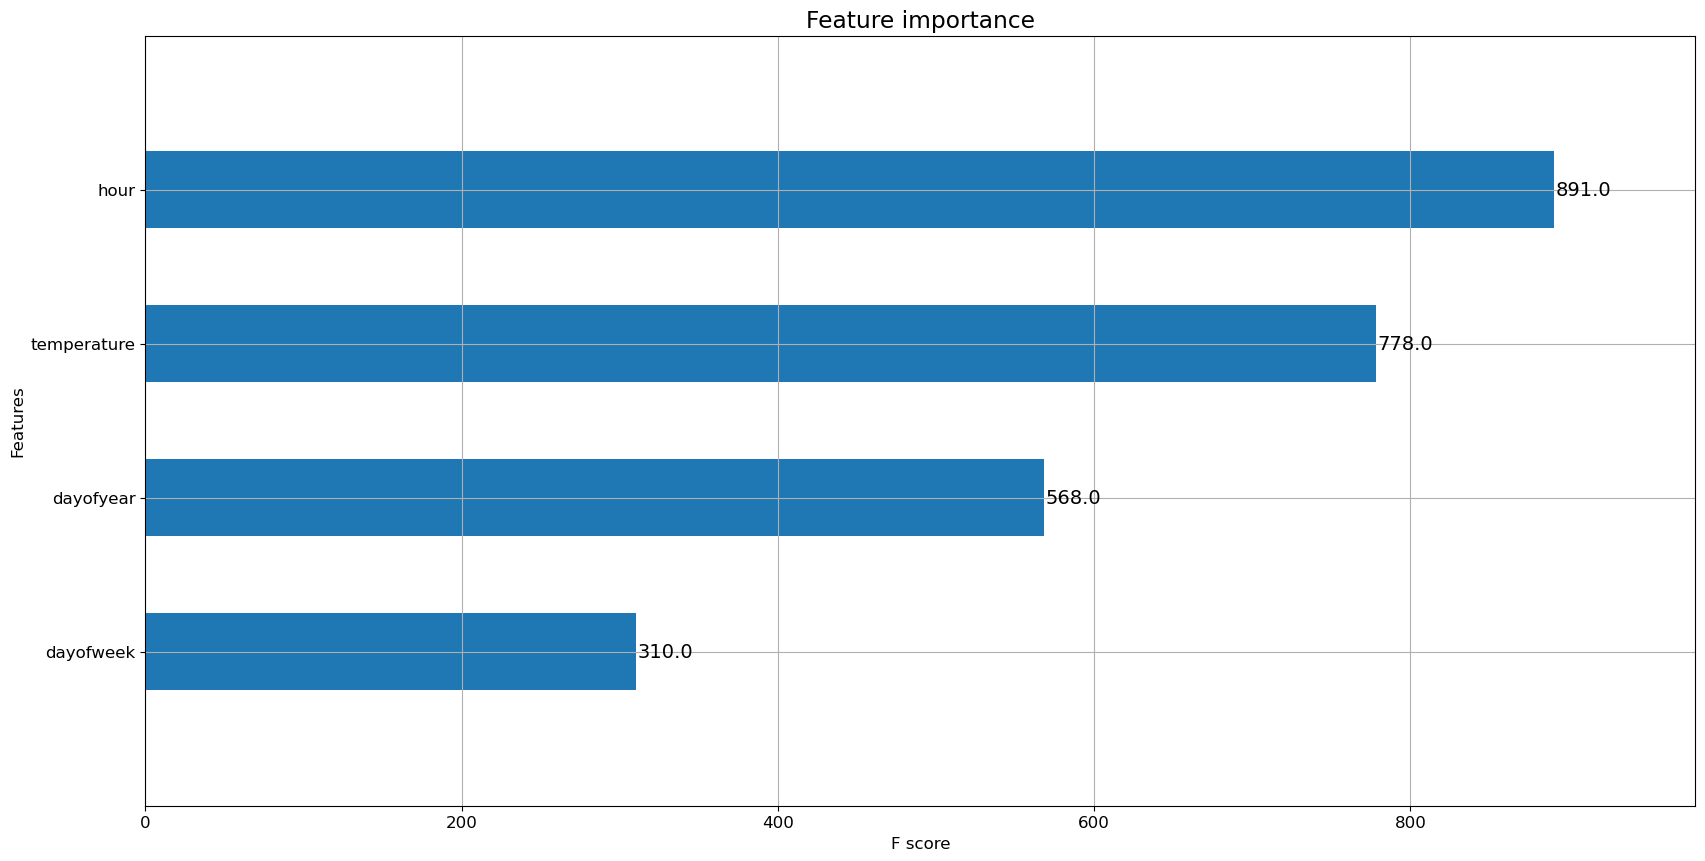 Feature importance
hour
891.0
temperature
778.0
Features
dayofyear
568.0
dayofweek
310.0
0
200
400
600
800
F score